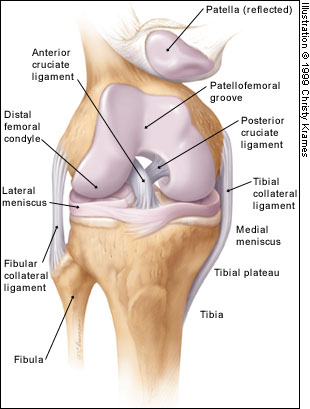 Patella (reflected)
Anterior
cruciate
ligament
Patellofemoral
groove
Distal
femoral
condyle
Posterior
cruciate
ligament
Lateral
meniscus
Tibial
collateral
ligament
Medial
meniscus
Fibular
collateral
ligament
Tibial plateau
Tibia
Fibula
Illustration © 1999 Christy Krames